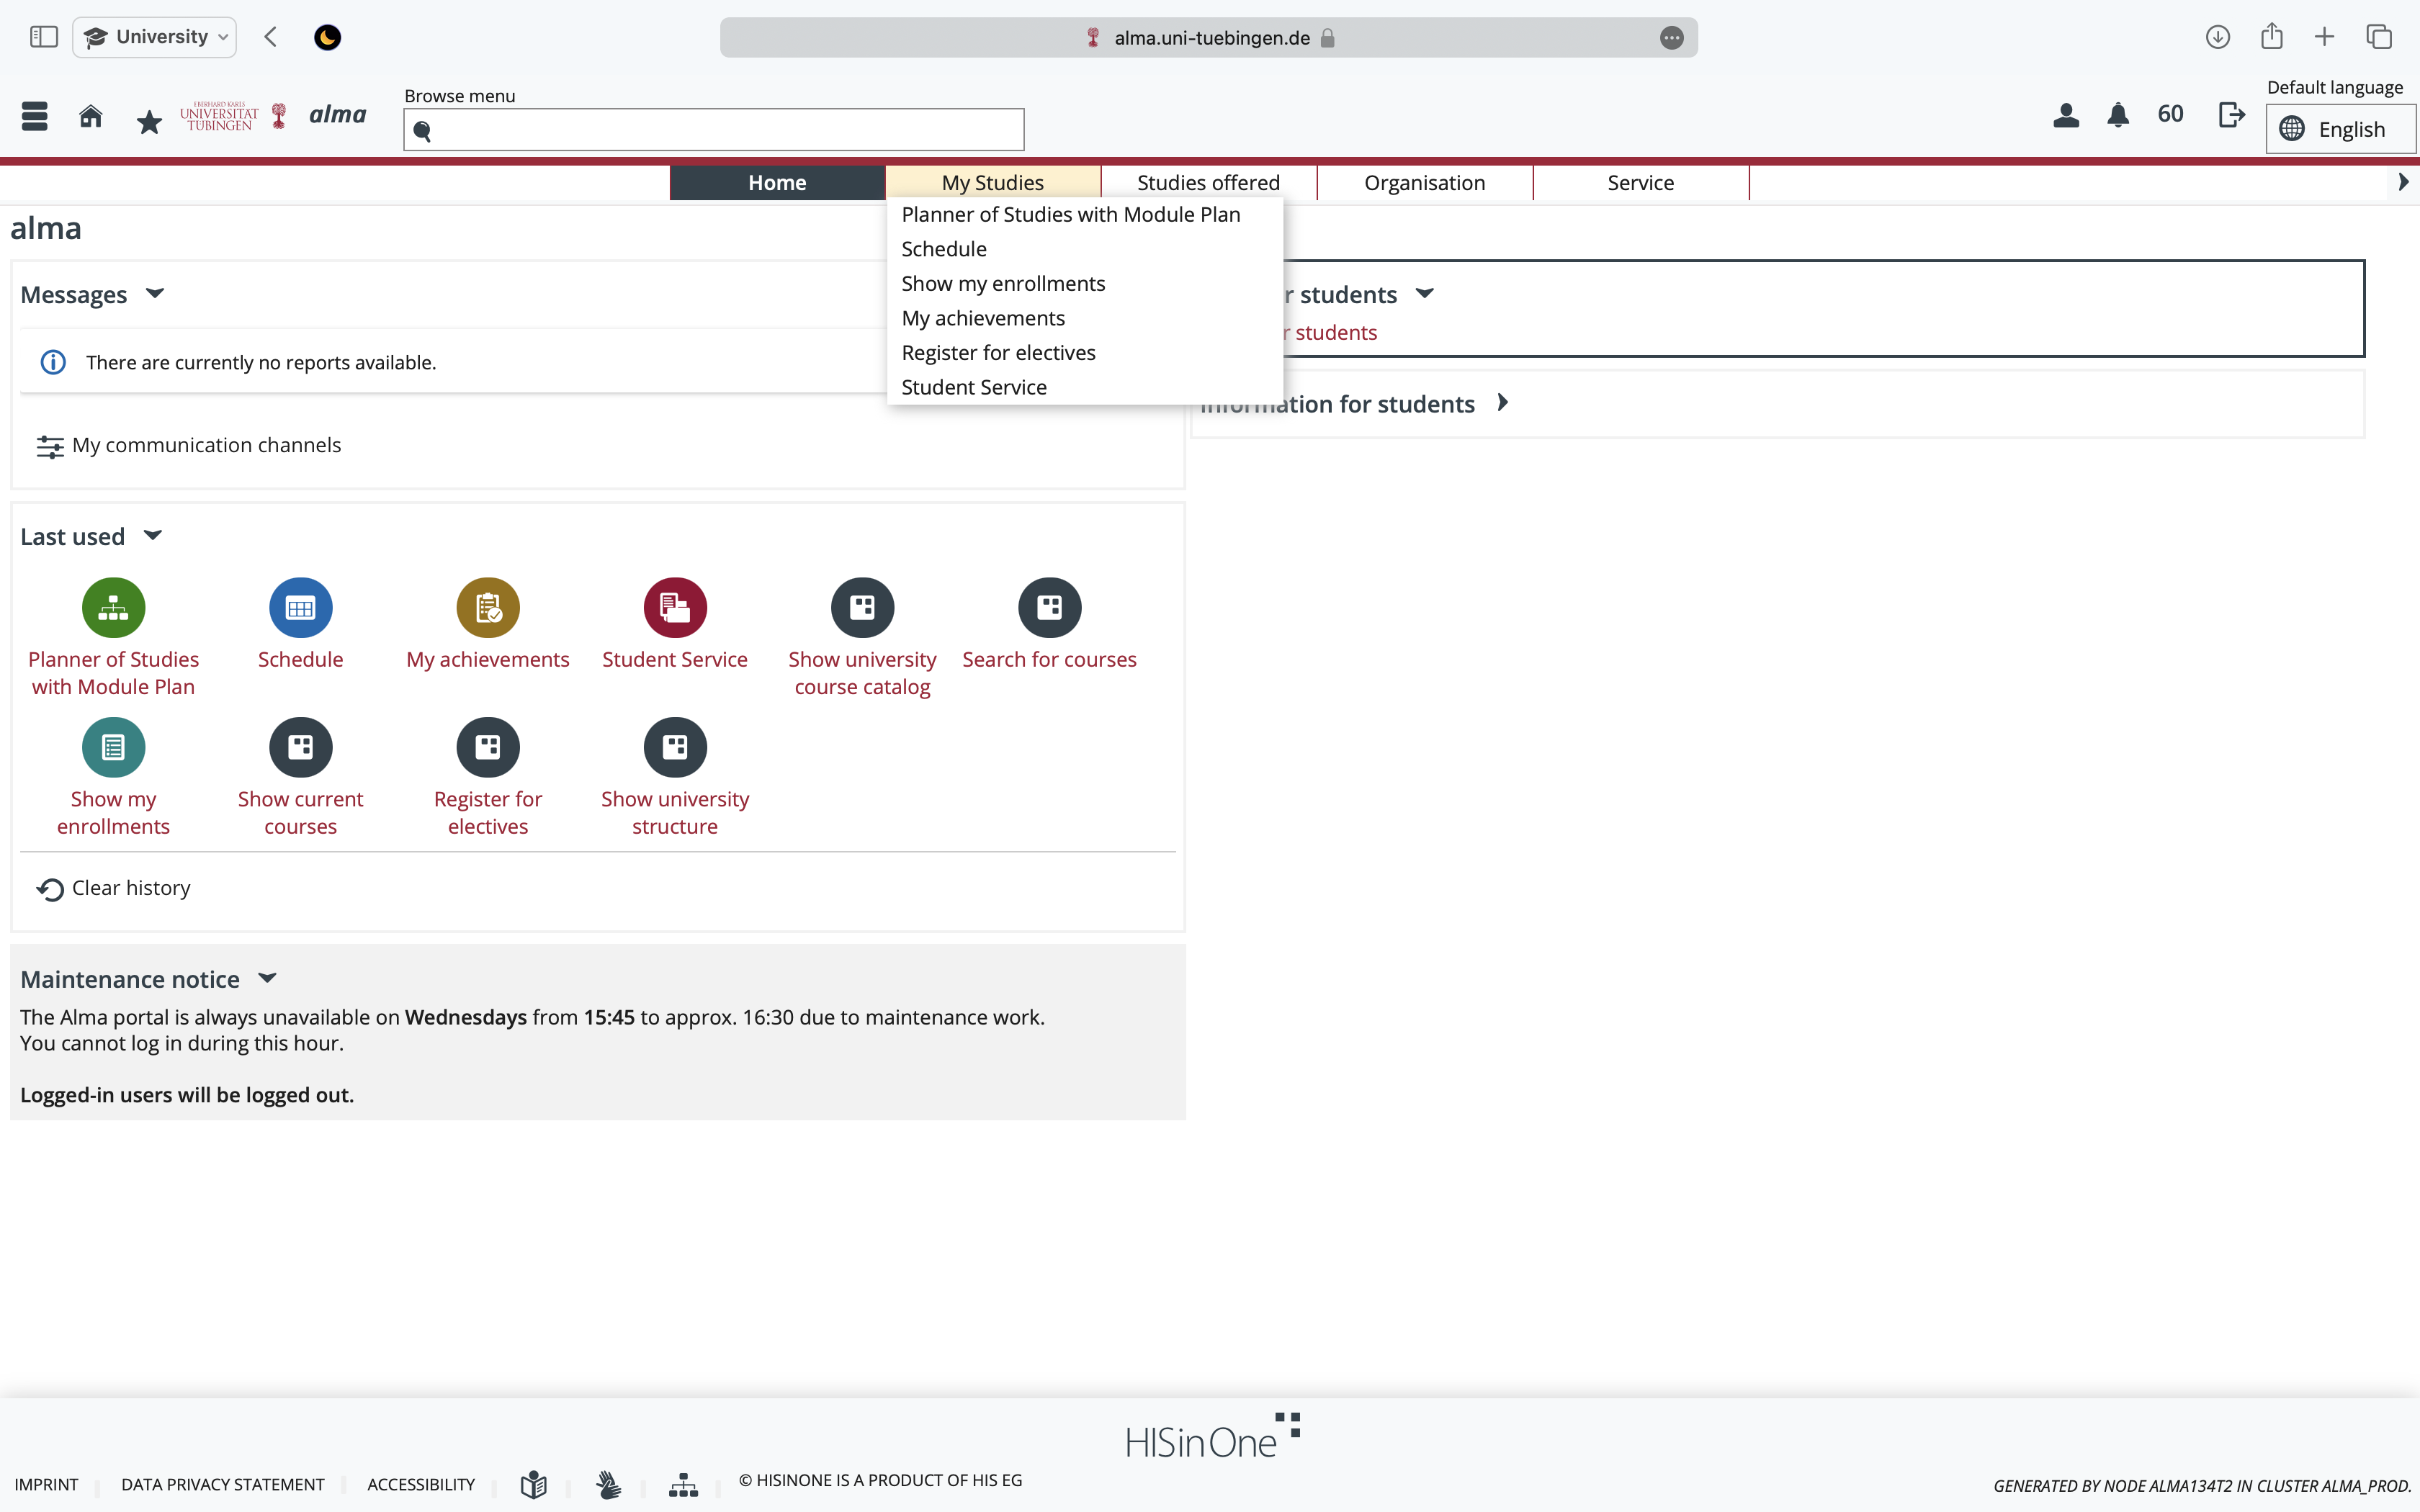 University
alma.uni-tuebingen.de
EBERHARD KARLS
UNIVERSITÄT
TÜBINGEN
alma
Browse menu
60
Default language
English
Home
My Studies
Studies offered
Organisation
Service
Planner of Studies with Module Plan
Schedule
Show my enrollments
My achievements
Register for electives
Student Service
alma
Messages
There are currently no reports available.
My communication channels
r students
r students
Information for students
Last used
Planner of Studies
with Module Plan
Schedule
My achievements
Student Service
Show university
course catalog
Search for courses
Show my
enrollments
Show current
courses
Register for
electives
Show university
structure
Clear history
Maintenance notice
The Alma portal is always unavailable on Wednesdays from 15:45 to approx. 16:30 due to maintenance work.
You cannot log in during this hour.
Logged-in users will be logged out.
HISinOne
IMPRINT
DATA PRIVACY STATEMENT
ACCESSIBILITY
© HISINONE IS A PRODUCT OF HIS EG
GENERATED BY NODE ALMA134T2 IN CLUSTER ALMA_PROD.